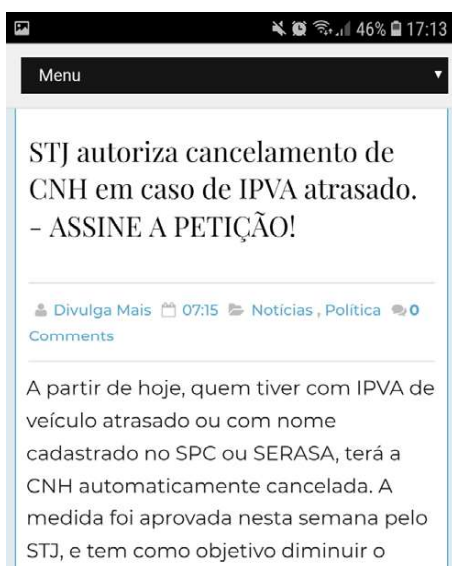 46% 17:13
Menu
STJ autoriza cancelamento de
CNH em caso de IPVA atrasado.
- ASSINE A PETIÇÃO!
Divulga Mais 07:15 Notícias , Política 0
Comments
A partir de hoje, quem tiver com IPVA de
veículo atrasado ou com nome
cadastrado no SPC ou SERASA, terá a
CNH automaticamente cancelada. A
medida foi aprovada nesta semana pelo
STJ, e tem como objetivo diminuir o